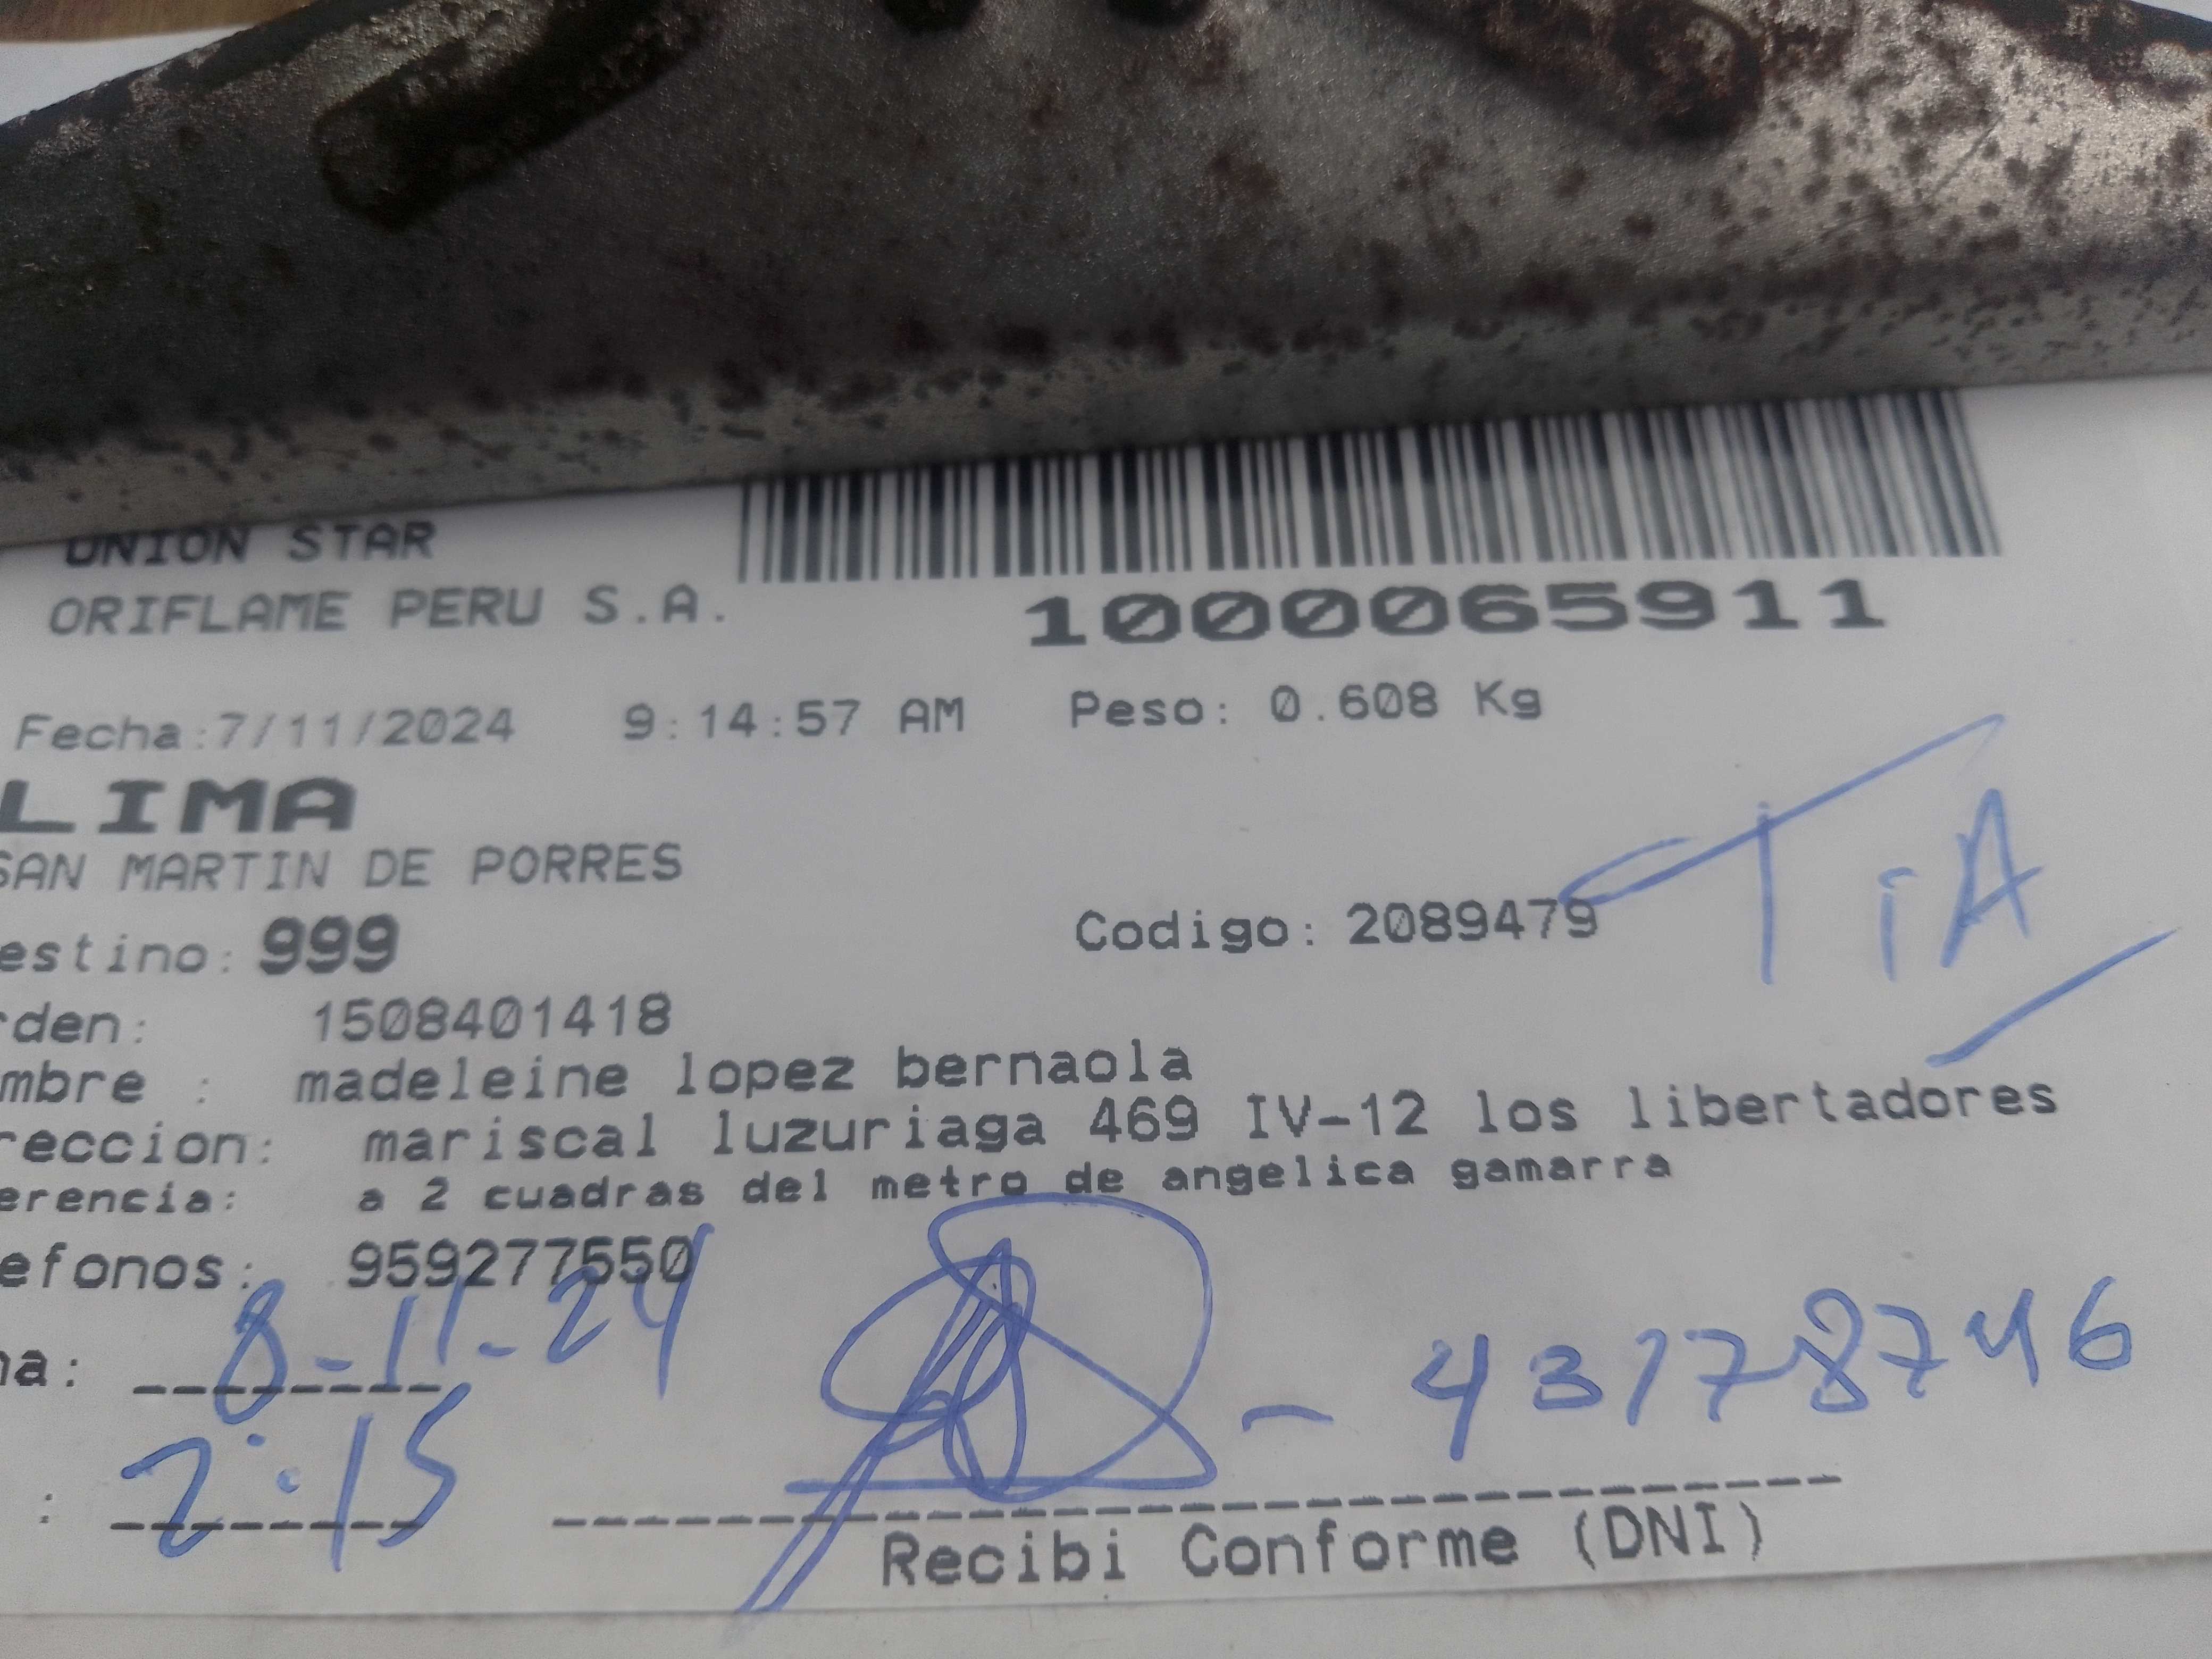 UNION STAR
ORIFLAME PERU S.A.
1000065911
Fecha:7/11/2024 9:14:57 AM Peso: 0.608 Kg
LIMA
SAN MARTIN DE PORRES
TiA
estino: 999 Codigo: 2089479
rden: 1508401418
mbre : madeleine lopez bernaola
reccion: mariscal luzuriaga 469 IV-12 los libertadores
erencia: a 2 cuadras del metro de angelica gamarra
efonos: 959277550
ha: 8-11-24
: 2:15 - 43178746
Recibi Conforme (DNI)